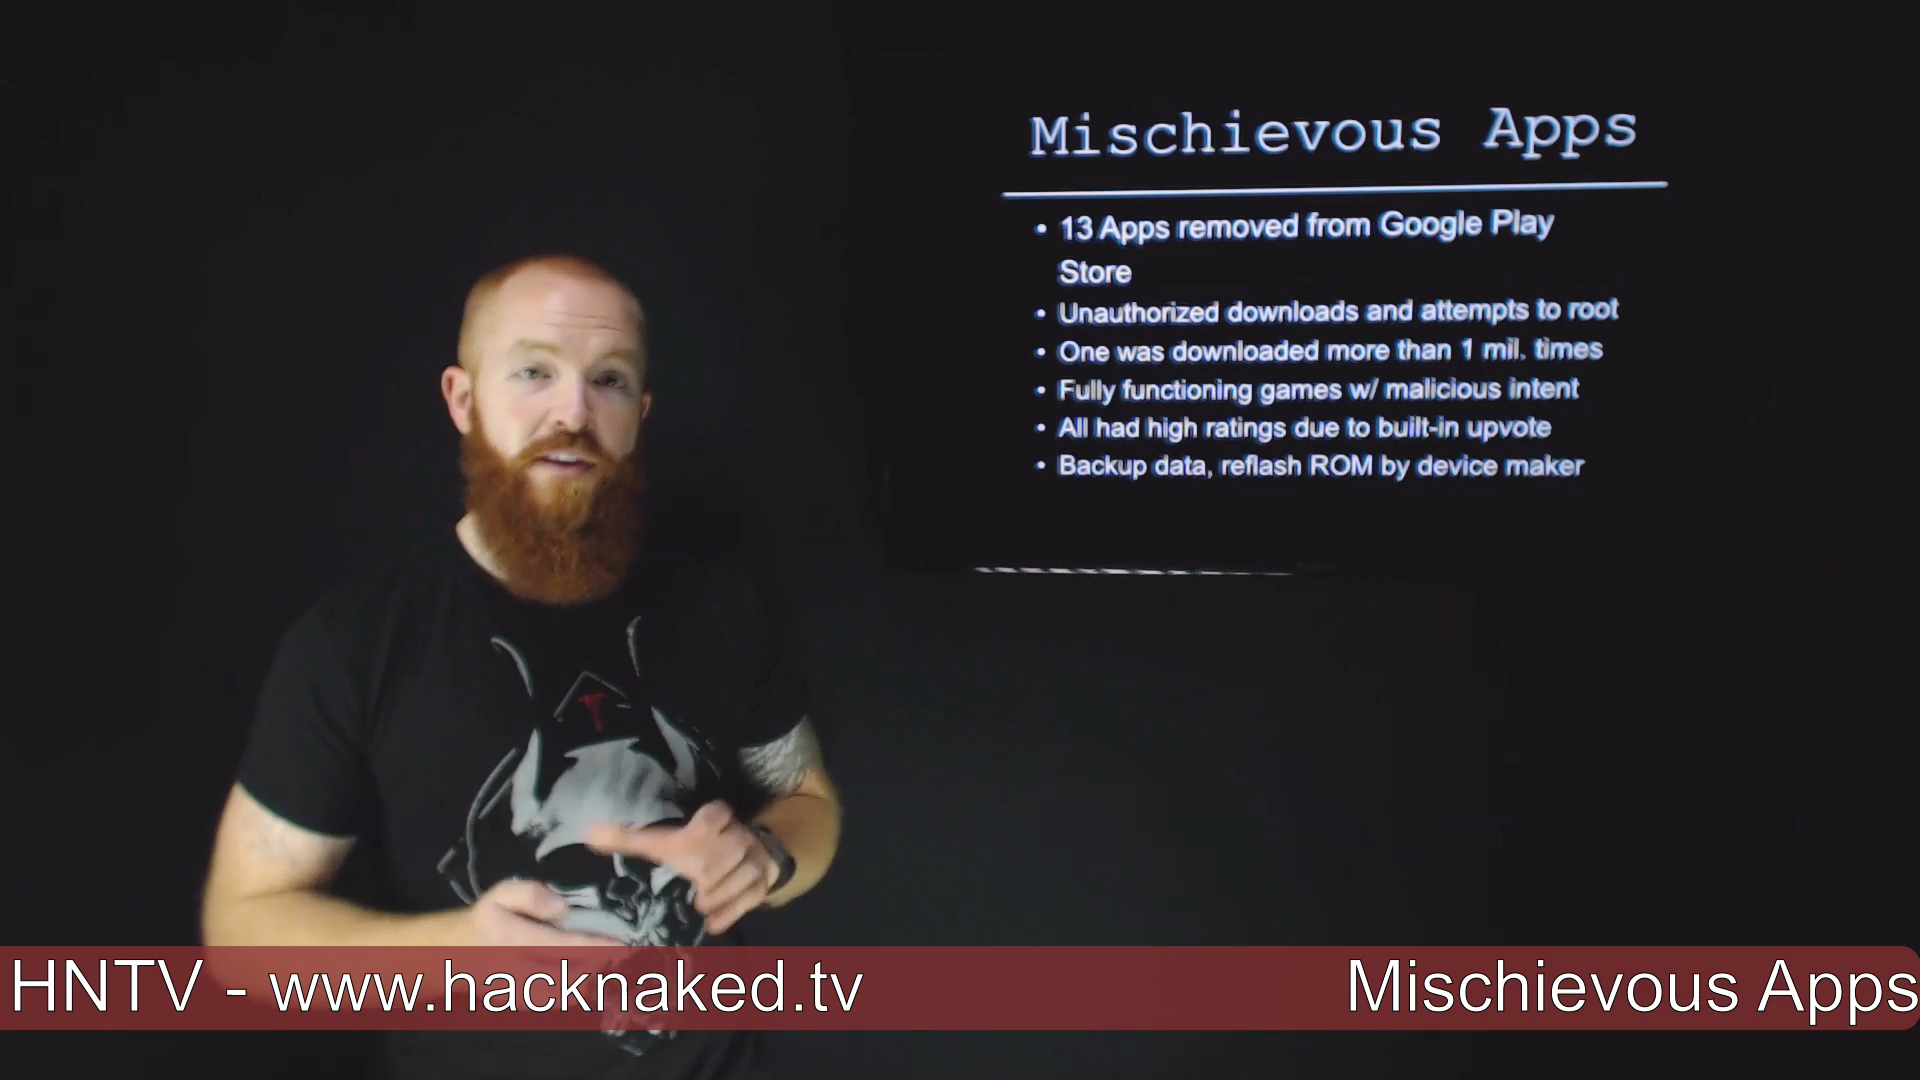 Mischievous Apps
• 13 Apps removed from Google Play
Store
• Unauthorized downloads and attempts to root
• One was downloaded more than 1 mil. times
• Fully functioning games w/ malicious intent
• All had high ratings due to built-in upvote
• Backup data, reflash ROM by device maker
T
HNTV - www.hacknaked.tv
Mischievous Apps